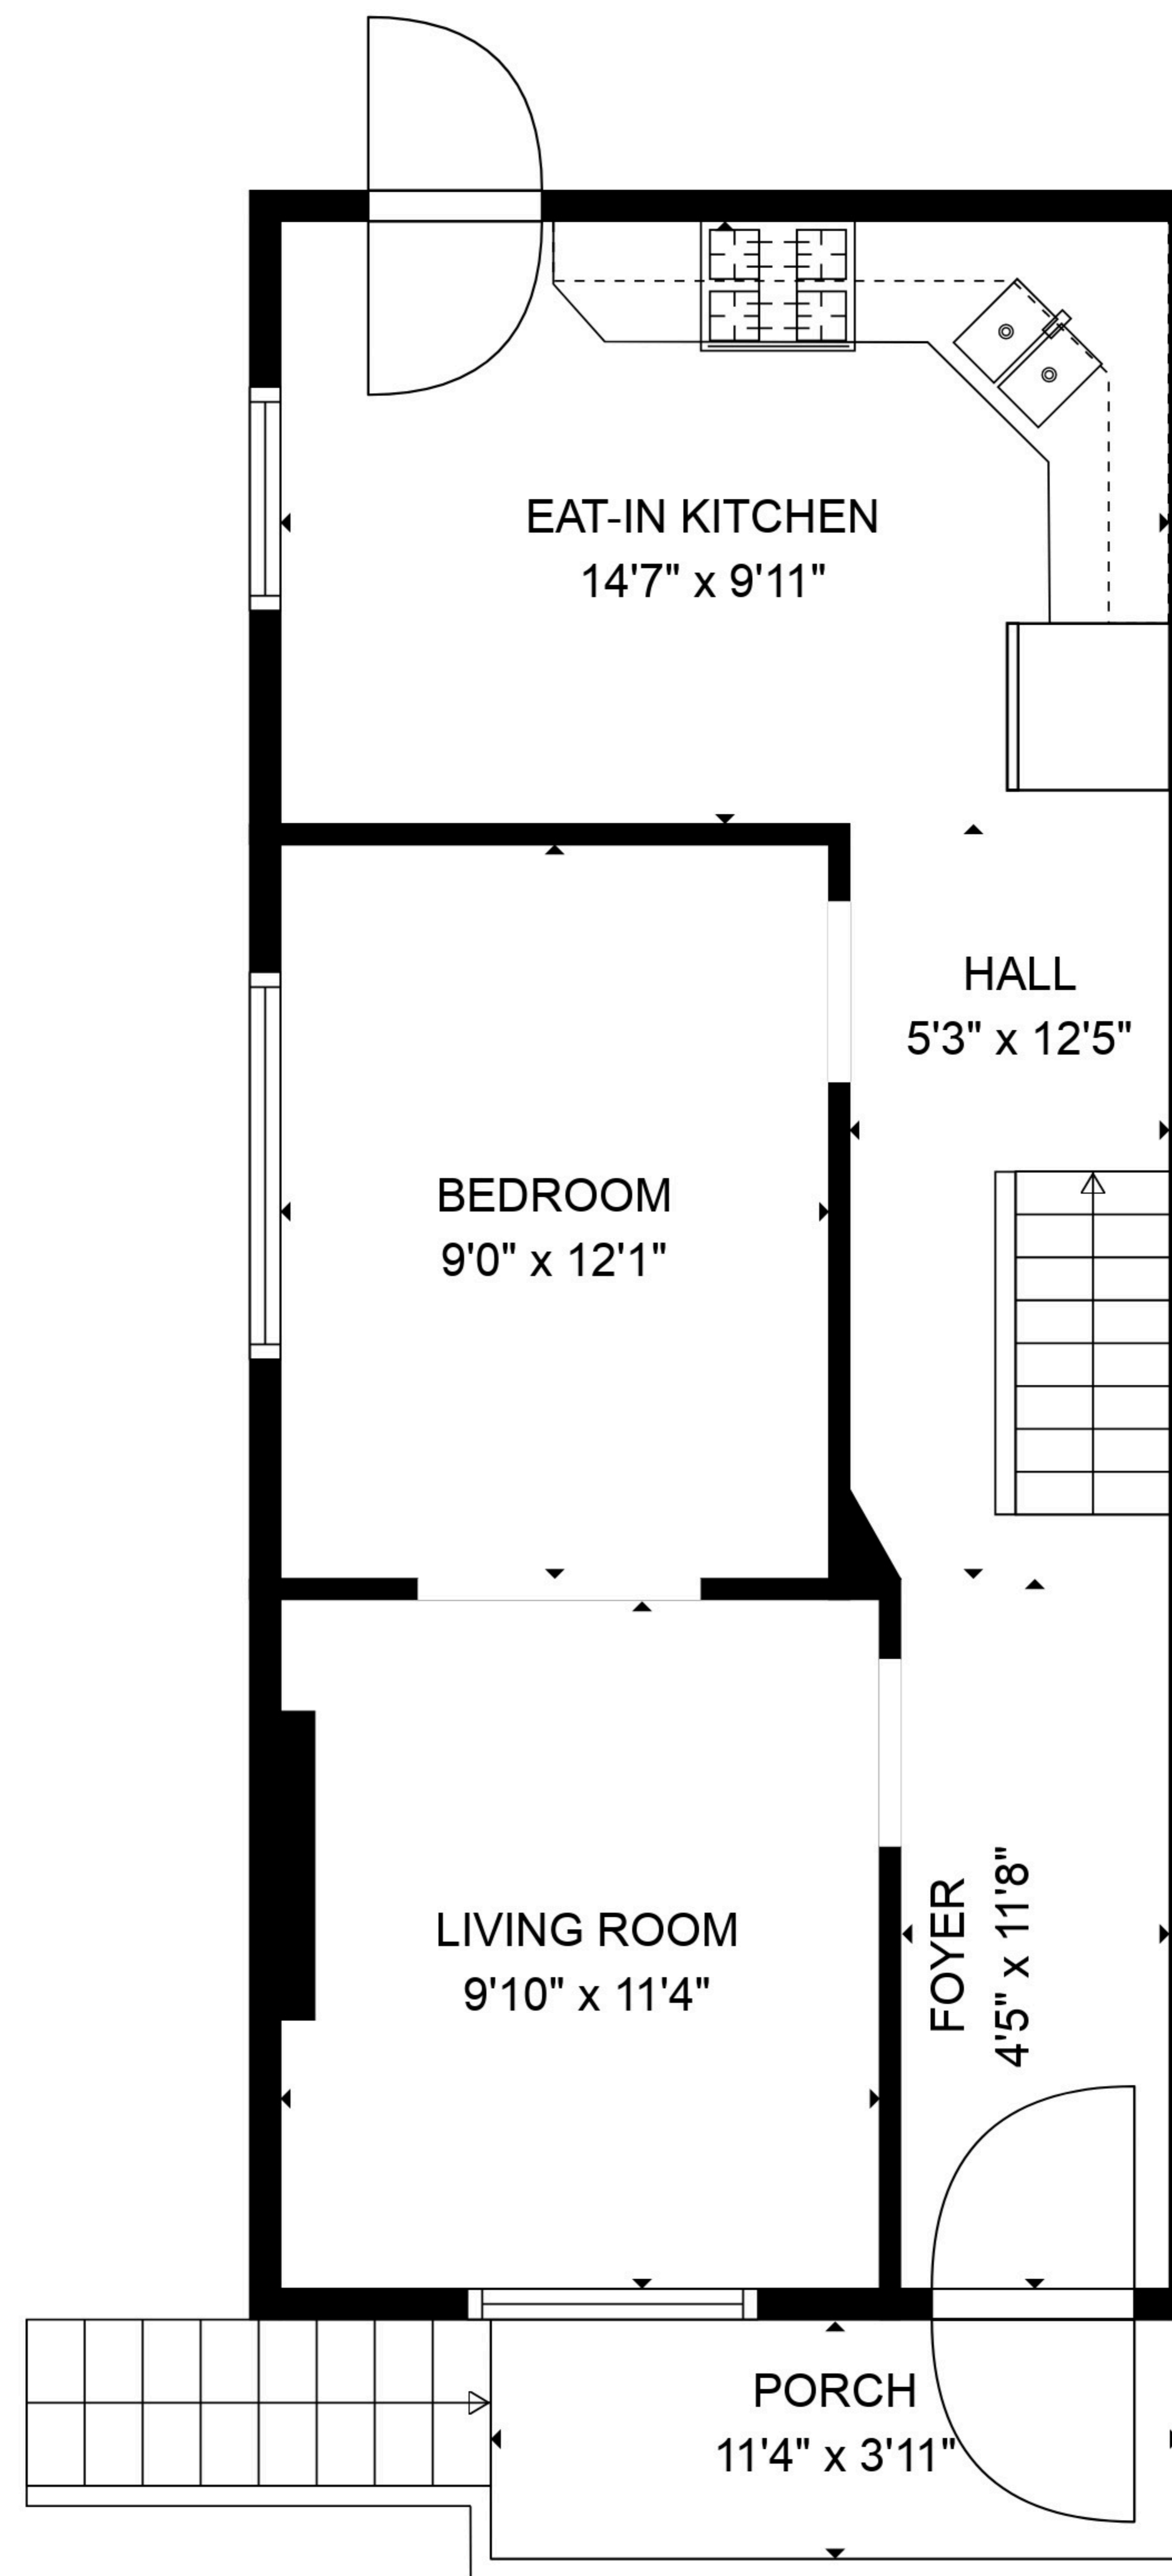 EAT-IN KITCHEN
14'7" x 9'11"
HALL
5'3" x 12'5"
BEDROOM
9'0" x 12'1"
LIVING ROOM
9'10" x 11'4"
FOYER
4'5" x 11'8"
PORCH
11'4" x 3'11"